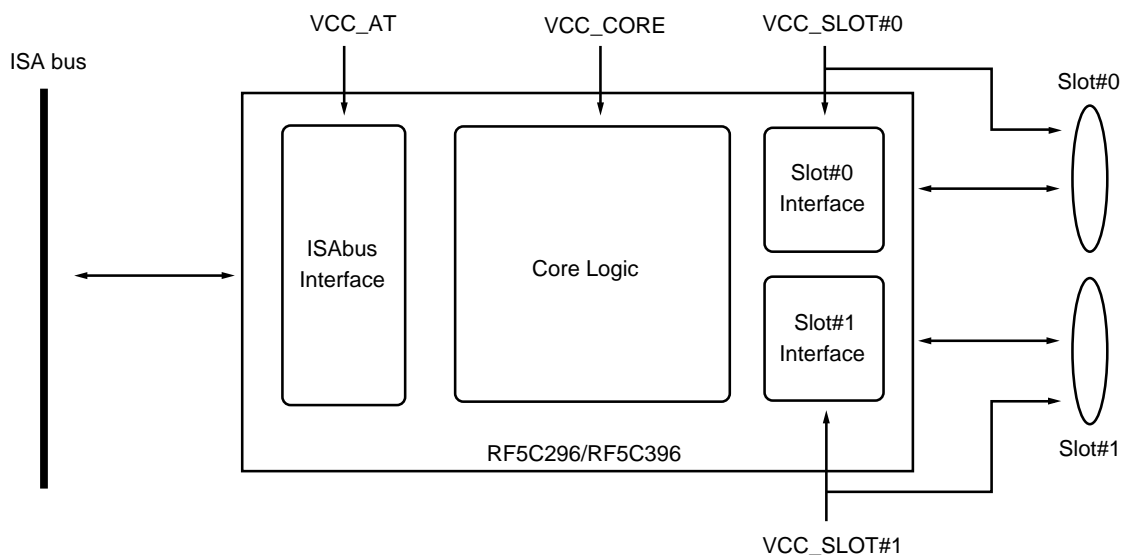 VCC_AT
VCC_CORE
VCC_SLOT#0
ISA bus
Slot#0
Slot#0
Interface
ISAbus
Interface
Core Logic
Slot#1
Interface
RF5C296/RF5C396
Slot#1
VCC_SLOT#1